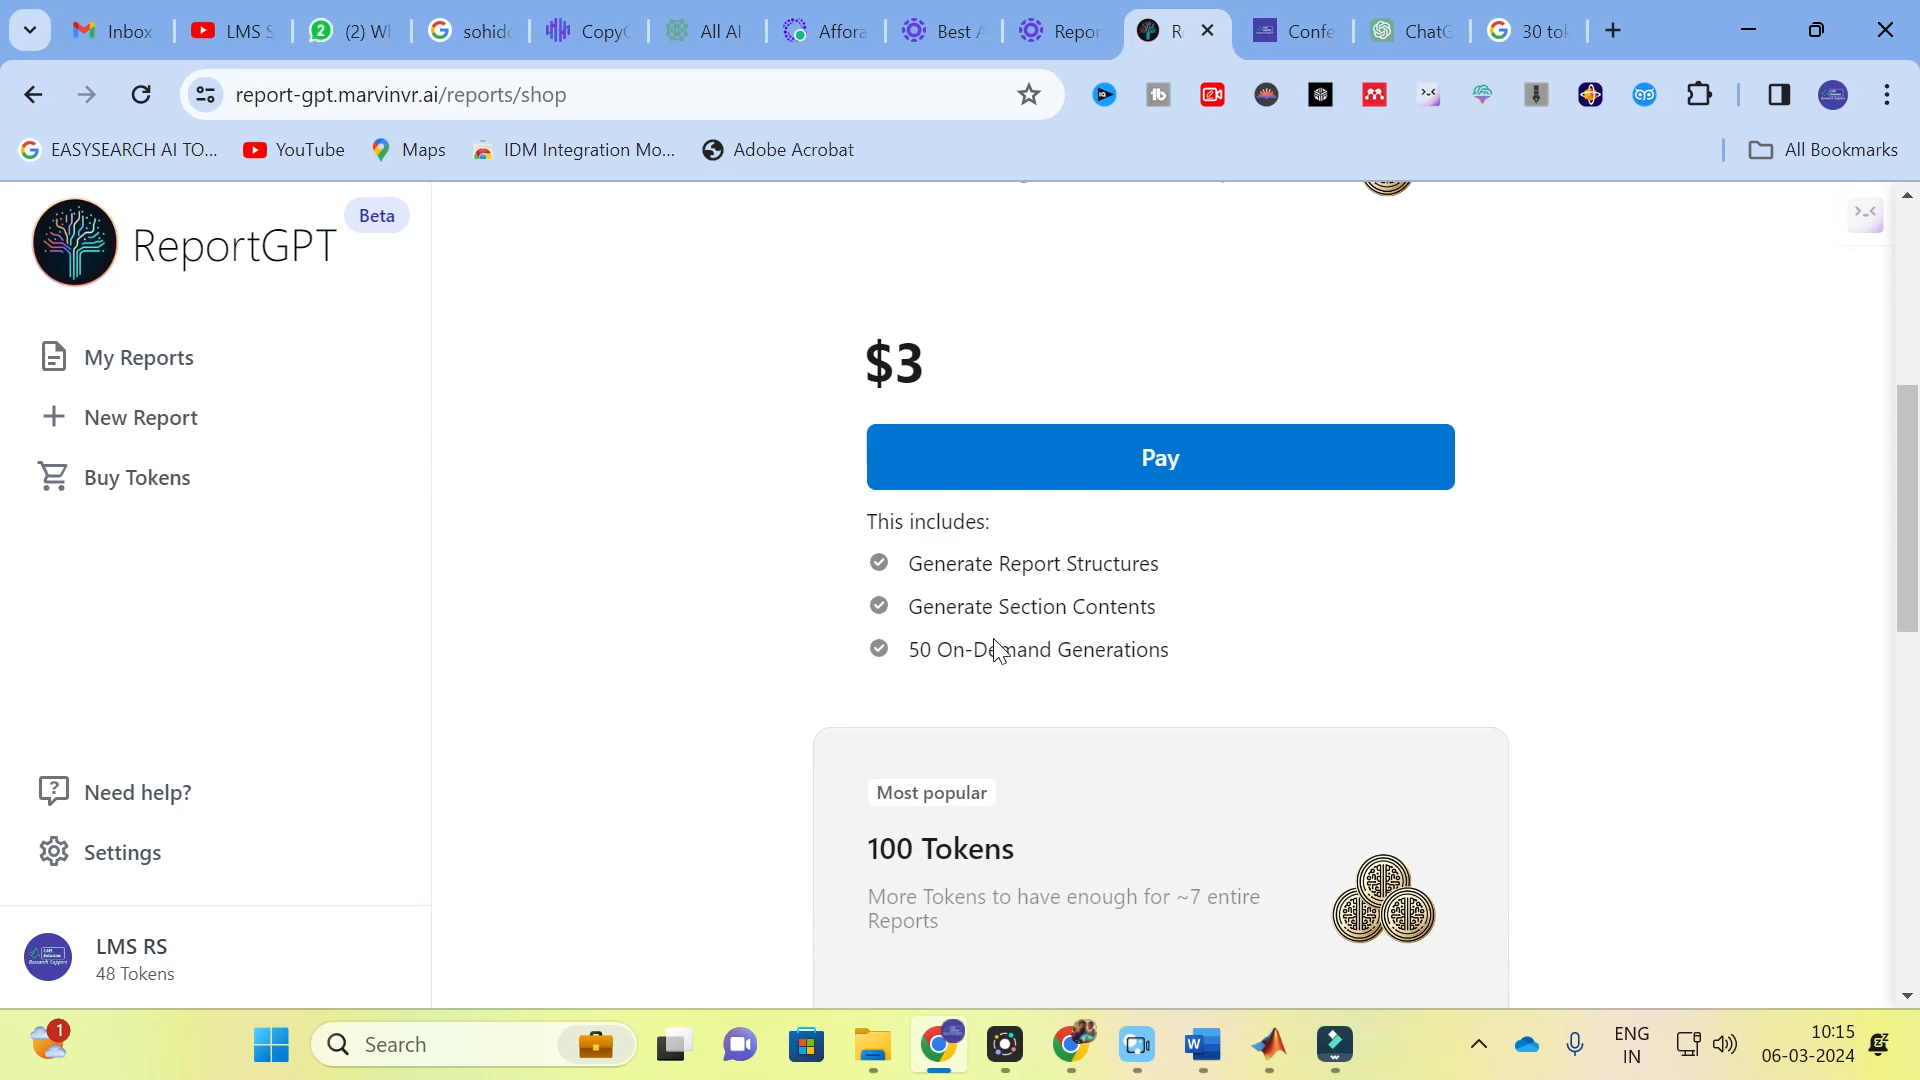 Inbox
LMS S
(2) W
sohid
Copy
All AI
Affora
Best A
Repor
R
Confe
ChatG
30 tok
report-gpt.marvinvr.ai/reports/shop
EASYSEARCH AI TO...
YouTube
Maps
IDM Integration Mo...
Adobe Acrobat
All Bookmarks
ReportGPT
Beta
My Reports
New Report
Buy Tokens
Need help?
Settings
LMS RS
48 Tokens
$3
Pay
This includes:
Generate Report Structures
Generate Section Contents
50 On-Demand Generations
Most popular
100 Tokens
More Tokens to have enough for ~7 entire
Reports
1
Search
ENG
IN
10:15
06-03-2024